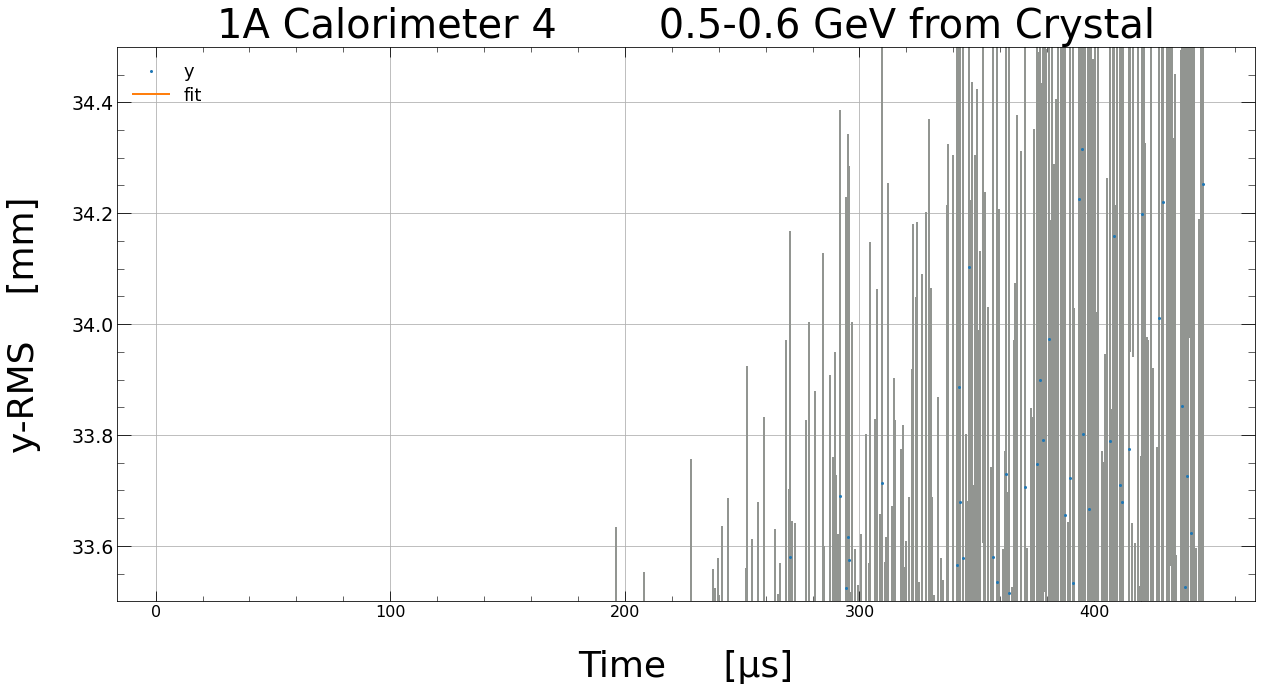 1A Calorimeter 4 0.5-0.6 GeV from Crystal
y
fit
34.4
34.2
34.0
33.8
33.6
y-RMS [mm]
0 100 200 300 400
Time [μs]